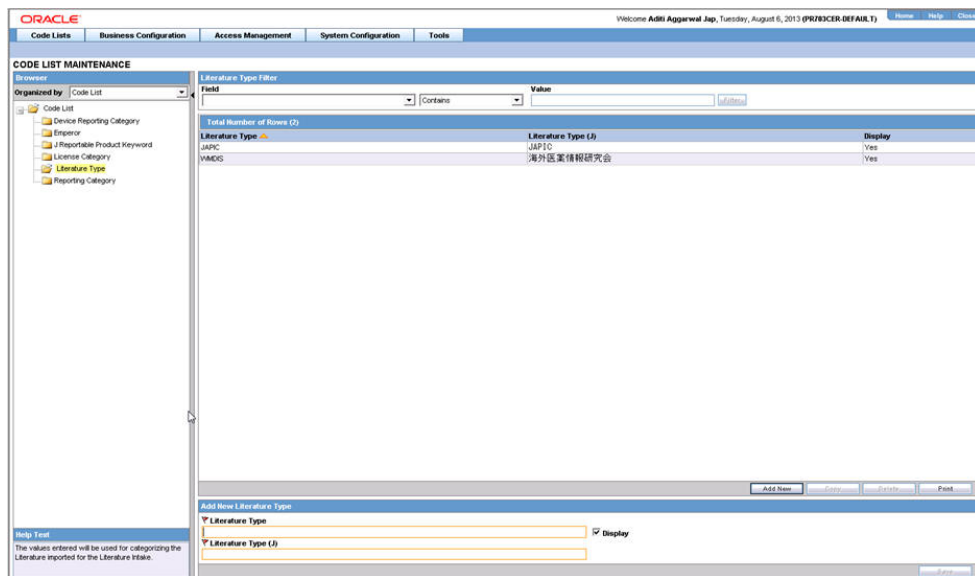 ORACLE
Welcome Aditi Aggarwal Jap, Tuesday, August 6, 2013 (PR703CER-DEFAULT) Home Help Close
Code Lists Business Configuration Access Management System Configuration Tools
CODE LIST MAINTENANCE
Browser
Organized by Code List
Code List
Device Reporting Category
Emperor
J Reportable Product Keyword
License Category
Literature Type
Reporting Category
Literature Type Filter
Field Value
Contains Filter
Total Number of Rows (2)
Literature Type Literature Type (J) Display
JAPIC JAPIC Yes
WMDIS 海外医薬情報研究会 Yes
Add New Copy Delete Print
Add New Literature Type
Literature Type
Display
Literature Type (J)
Save
Help Text
The values entered will be used for categorizing the
Literature imported for the Literature Intake.